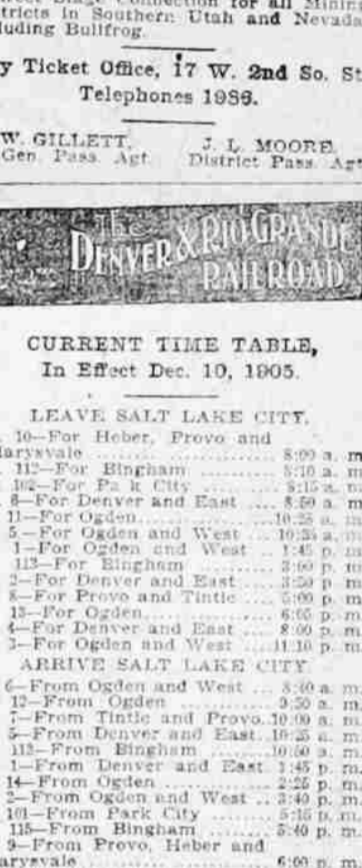 Stage Connection for all Mining
tricts in Southern Utah and Nevada
luding Bullfrog.
y Ticket Office, 17 W. 2nd So. St
Telephones 1986.
W. GILLETT, J. L. MOORE,
Gen. Pass. Agt. District Pass. Agt
The
DENVER & RIO GRANDE
RAILROAD
CURRENT TIME TABLE,
In Effect Dec. 10, 1905.
LEAVE SALT LAKE CITY.
10—For Heber, Provo and
arysvale 8:00 a. m
112—For Bingham 8:10 a. m
102—For Park City 8:15 a. m
6—For Denver and East 8:50 a. m
11—For Ogden 10:25 a. m
5—For Ogden and West 10:35 a. m
1—For Ogden and West 1:45 p. m
113—For Bingham p. m
2—For Denver and East 3:50 p. m
8—For Provo and Tintic 5:00 p. m
13—For Ogden 6:05 p. m
4—For Denver and East 8:00 p. m
3—For Ogden and West 11:10 p. m
ARRIVE SALT LAKE CITY.
6—From Ogden and West 8:40 a. m.
12—From Ogden 9:50 a. m.
7—From Tintic and Provo..10:00 a. m.
5—From Denver and East..10:25 a. m.
113—From Bingham 10:50 a. m.
1—From Denver and East 1:45 p. m.
14—From Ogden 2:25 p. m.
2—From Ogden and West .. 3:40 p. m.
101—From Park City 5:15 p. m.
115—From Bingham 5:40 p. m.
9—From Provo, Heber and
arysvale 6:00 p. m.